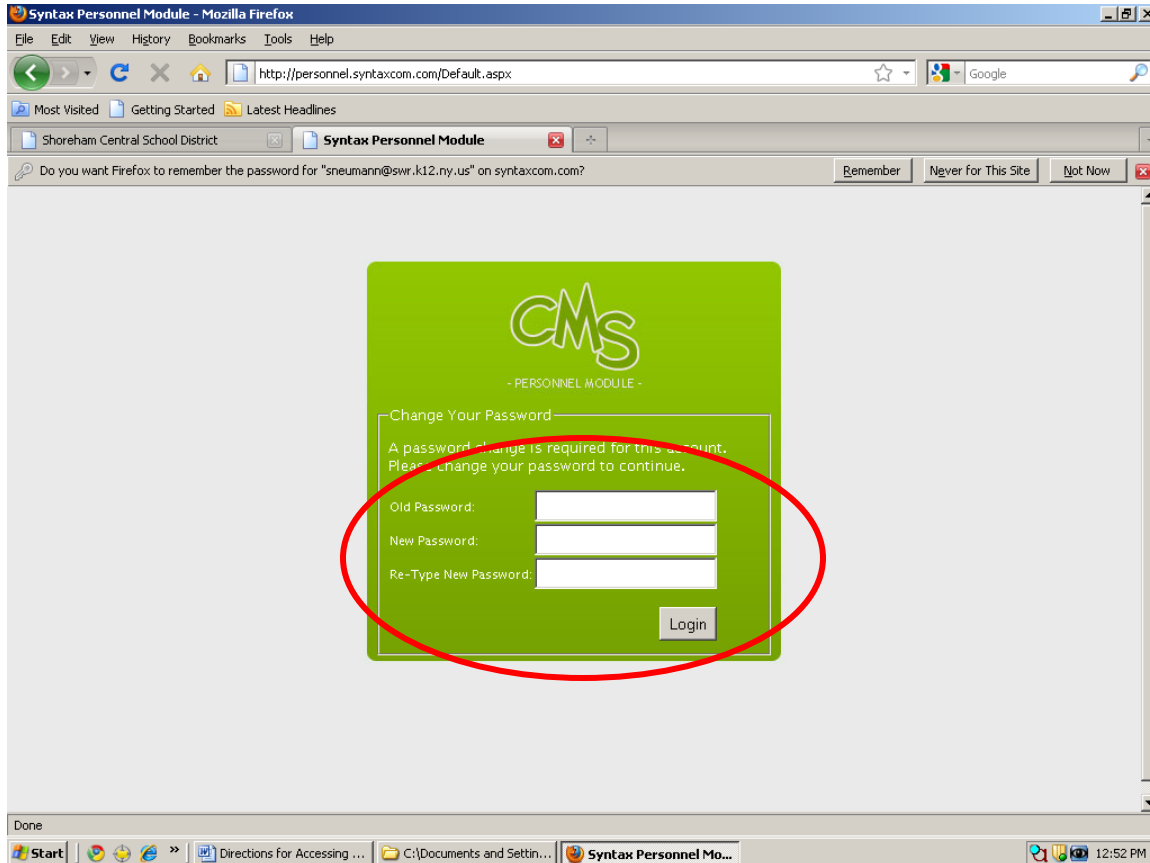 Syntax Personnel Module - Mozilla Firefox
File Edit View History Bookmarks Tools Help
http://personnel.syntaxcom.com/Default.aspx
Google
Most Visited Getting Started Latest Headlines
Shoreham Central School District Syntax Personnel Module
Do you want Firefox to remember the password for "sneumann@swr.k12.ny.us" on syntaxcom.com? Remember Never for This Site Not Now
CMS
- PERSONNEL MODULE -
Change Your Password
A password change is required for this account.
Please change your password to continue.
Old Password:
New Password:
Re-Type New Password:
Login
Done
Start » Directions for Accessing ... C:\Documents and Settin... Syntax Personnel Mo... 12:52 PM